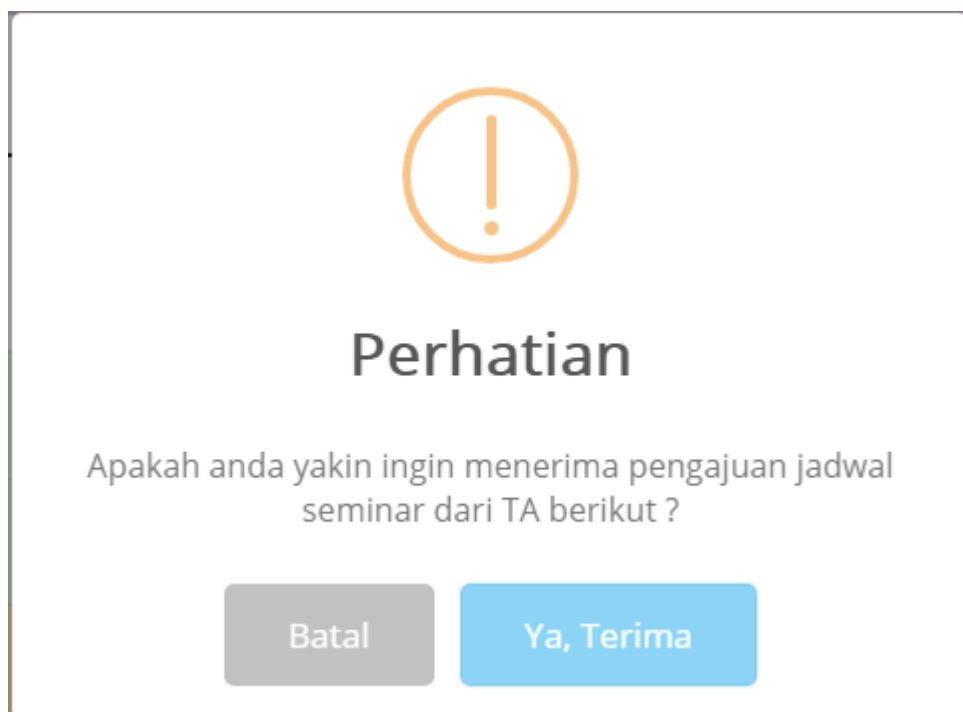 Perhatian
Apakah anda yakin ingin menerima pengajuan jadwal
seminar dari TA berikut ?
Batal
Ya, Terima